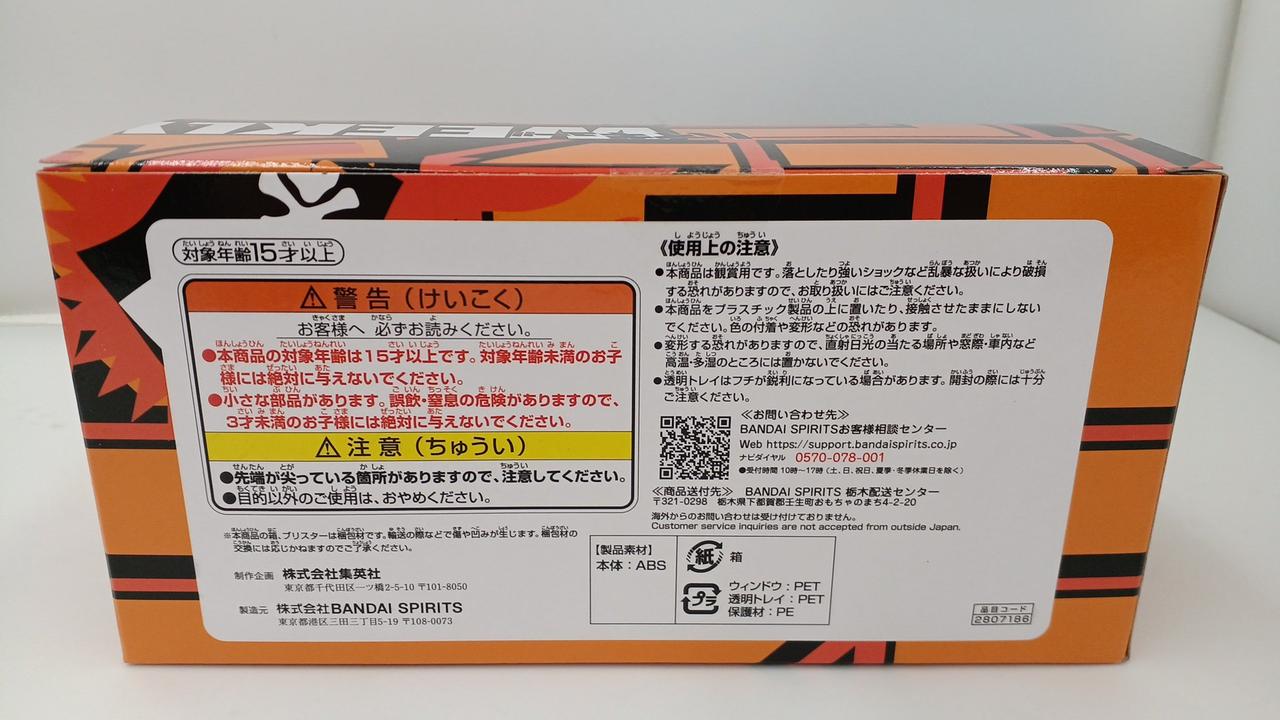 WEEKLY
対象年齢15才以上
⚠警告（けいこく）
お客様へ 必ずお読みください。
●本商品の対象年齢は15才以上です。対象年齢未満のお子
様には絶対に与えないでください。
●小さな部品があります。誤飲・窒息の危険がありますので、
3才未満のお子様には絶対に与えないでください。
⚠注意（ちゅうい）
●先端が尖っている箇所がありますので、注意してください。
●目的以外のご使用は、おやめください。
※本商品の箱、ブリスターは梱包材です。輸送の際などで傷や凹みが生じます。梱包材の
交換には応じかねますのでご了承ください。
制作企画 株式会社集英社
東京都千代田区一ツ橋2-5-10 〒101-8050
製造元 株式会社BANDAI SPIRITS
東京都港区三田三丁目5-19 〒108-0073
《使用上の注意》
●本商品は観賞用です。落としたり強いショックなど乱暴な扱いにより破損
する恐れがありますので、お取り扱いにはご注意ください。
●本商品をプラスチック製品の上に置いたり、接触させたままにしない
でください。色の付着や変形などの恐れがあります。
●変形する恐れがありますので、直射日光の当たる場所や窓際・車内など
高温・多湿のところには置かないでください。
●透明トレイはフチが鋭利になっている場合があります。開封の際には十分
ご注意ください。
≪お問い合わせ先≫
BANDAI SPIRITSお客様相談センター
Web https://support.bandaispirits.co.jp
ナビダイヤル 0570-078-001
●受付時間 10時～17時（土、日、祝日、夏季・冬季休業日を除く）
≪商品送付先≫ BANDAI SPIRITS 栃木配送センター
〒321-0298 栃木県下都賀郡壬生町おもちゃのまち4-2-20
海外からのお問い合わせは受け付けておりません。
Customer service inquiries are not accepted from outside Japan.
【製品素材】
本体：ABS
紙 箱
プラ
ウィンドウ：PET
透明トレイ：PET
保護材：PE
品目コード
2807186